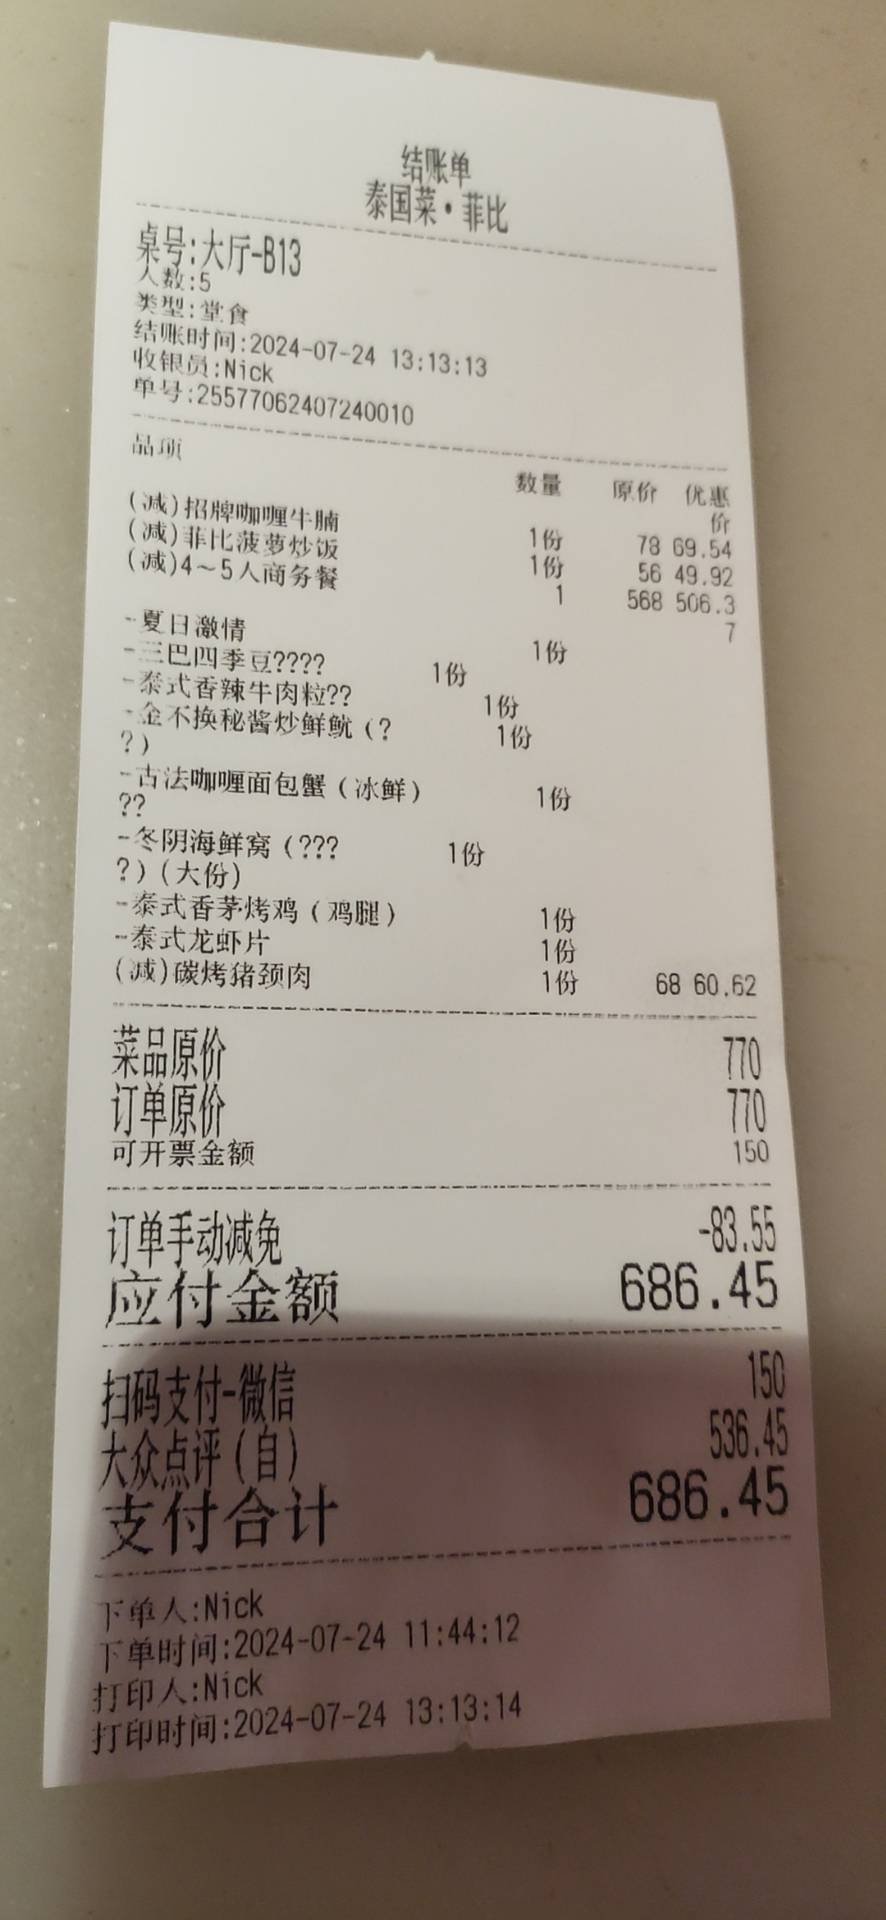 结账单
泰国菜·菲比
桌号:大厅-B13
人数:5
类型:堂食
结账时间:2024-07-24 13:13:13
收银员:Nick
单号:25577062407240010
品项 数量 原价 优惠价
(减)招牌咖喱牛腩 1份 78 69.54
(减)菲比菠萝炒饭 1份 56 49.92
(减)4~5人商务餐 1 568 506.37
-夏日激情 1份
-三巴四季豆???? 1份
-泰式香辣牛肉粒?? 1份
-金不换秘酱炒鲜鱿(? 1份
?)
-古法咖喱面包蟹(冰鲜) 1份
??
-冬阴海鲜窝(??? 1份
?)(大份)
-泰式香茅烤鸡(鸡腿) 1份
-泰式龙虾片 1份
(减)碳烤猪颈肉 1份 68 60.62
菜品原价 770
订单原价 770
可开票金额 150
订单手动减免 -83.55
应付金额 686.45
扫码支付-微信 150
大众点评(自) 536.45
支付合计 686.45
下单人:Nick
下单时间:2024-07-24 11:44:12
打印人:Nick
打印时间:2024-07-24 13:13:14